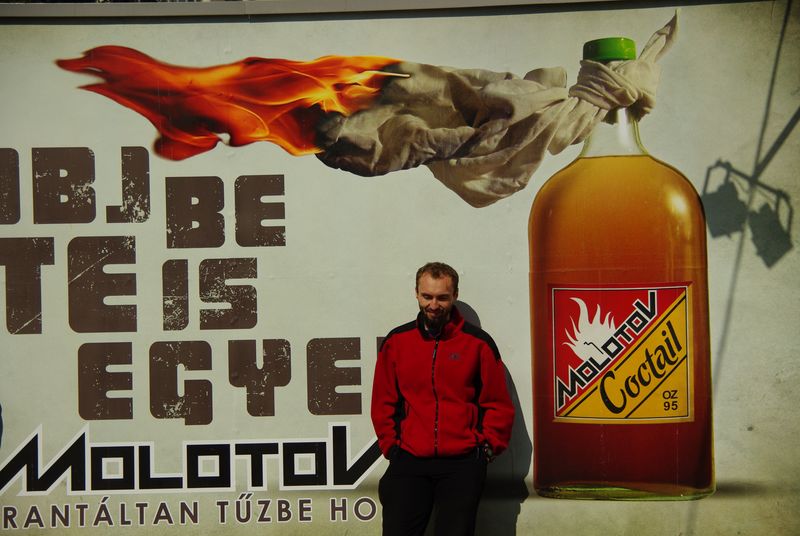 OBJ BE
TE IS
EGYE
MOLOTOV
RANTÁLTAN TŰZBE HO
MOLOTOV
Coctail
OZ
95